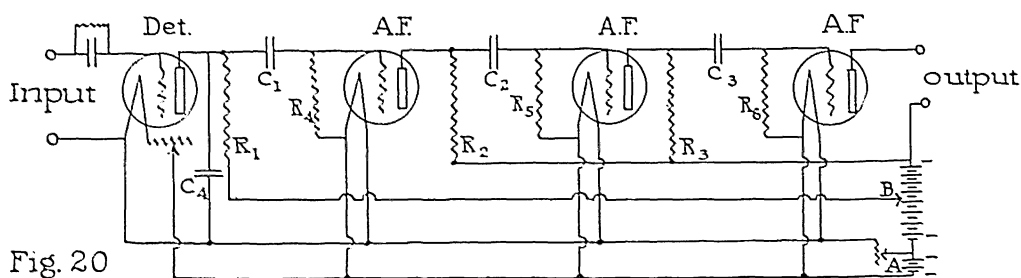 Det.
A.F.
A.F.
A.F
Input
output
C1
C2
C3
R4
R5
R6
R1
R2
R3
C4
B
A
Fig. 20